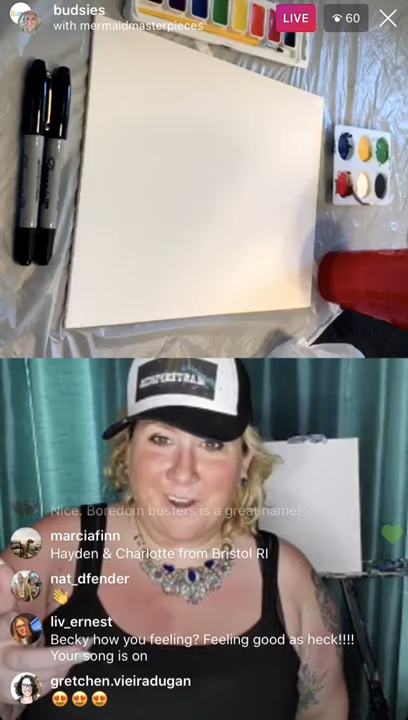 budsies
with mermaidmasterpieces
LIVE
60
Nice. Boredom busters is a great name!
marciafinn
Hayden & Charlotte from Bristol RI
nat_dfender
👋
liv_ernest
Becky how you feeling? Feeling good as heck!!!!
Your song is on
gretchen.vieiradugan
😍😍😍